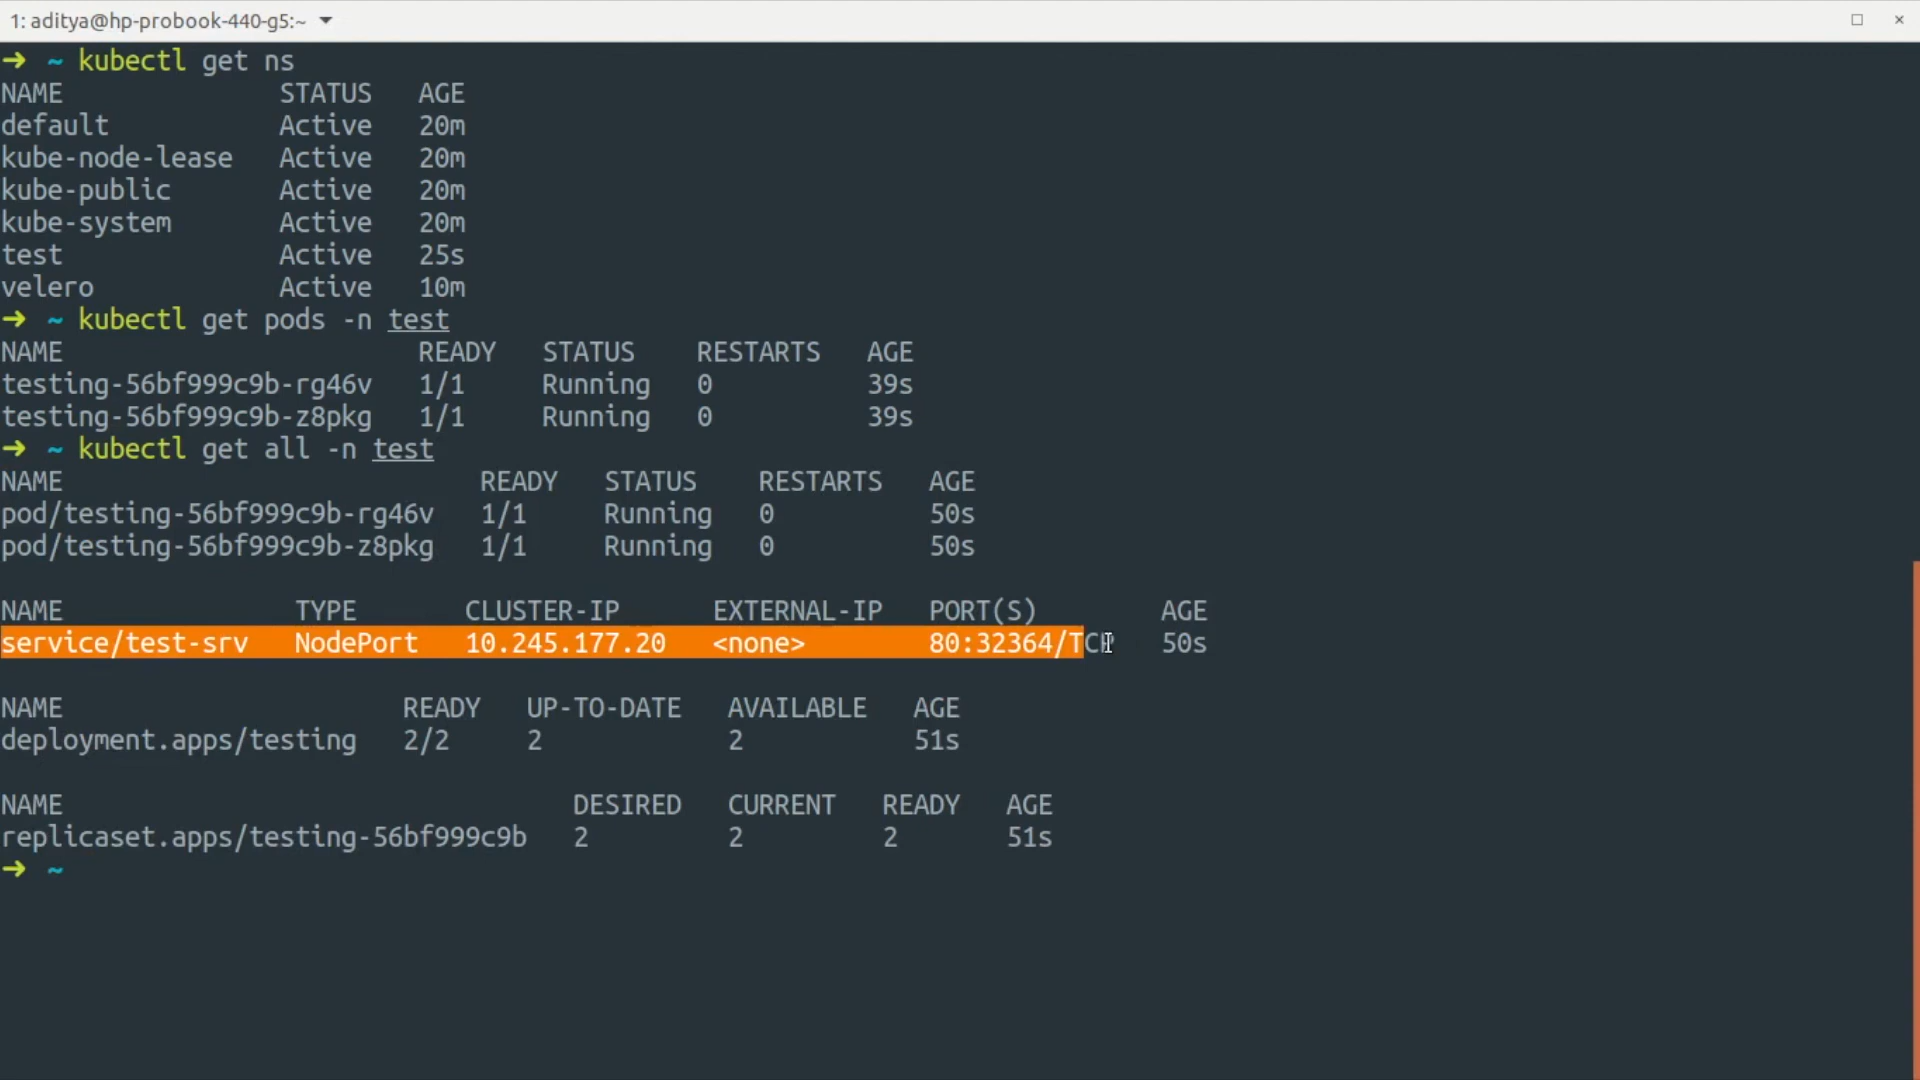 1: aditya@hp-probook-440-g5:~
➜ ~ kubectl get ns
NAME STATUS AGE
default Active 20m
kube-node-lease Active 20m
kube-public Active 20m
kube-system Active 20m
test Active 25s
velero Active 10m
➜ ~ kubectl get pods -n test
NAME READY STATUS RESTARTS AGE
testing-56bf999c9b-rg46v 1/1 Running 0 39s
testing-56bf999c9b-z8pkg 1/1 Running 0 39s
➜ ~ kubectl get all -n test
NAME READY STATUS RESTARTS AGE
pod/testing-56bf999c9b-rg46v 1/1 Running 0 50s
pod/testing-56bf999c9b-z8pkg 1/1 Running 0 50s
NAME TYPE CLUSTER-IP EXTERNAL-IP PORT(S) AGE
service/test-srv NodePort 10.245.177.20 <none> 80:32364/TCP 50s
NAME READY UP-TO-DATE AVAILABLE AGE
deployment.apps/testing 2/2 2 2 51s
NAME DESIRED CURRENT READY AGE
replicaset.apps/testing-56bf999c9b 2 2 2 51s
➜ ~